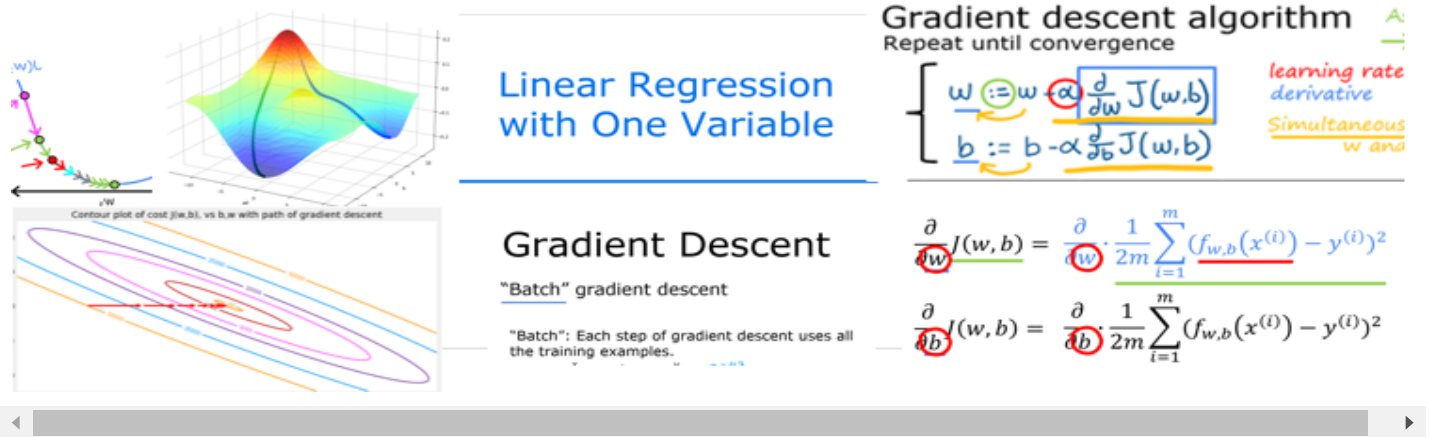 Linear Regression
with One Variable
Gradient descent algorithm
Repeat until convergence
w := w - α ∂/∂w J(w,b)
b := b - α ∂/∂b J(w,b)
learning rate
derivative
Simultaneous
w and
Contour plot of cost J(w,b), vs b,w with path of gradient descent
Gradient Descent
"Batch" gradient descent
"Batch": Each step of gradient descent uses all
the training examples.
∂/∂w J(w, b) = ∂/∂w · 1/2m ∑_{i=1}^{m} (f_{w,b}(x^{(i)}) − y^{(i)})²
∂/∂b J(w, b) = ∂/∂b · 1/2m ∑_{i=1}^{m} (f_{w,b}(x^{(i)}) − y^{(i)})²